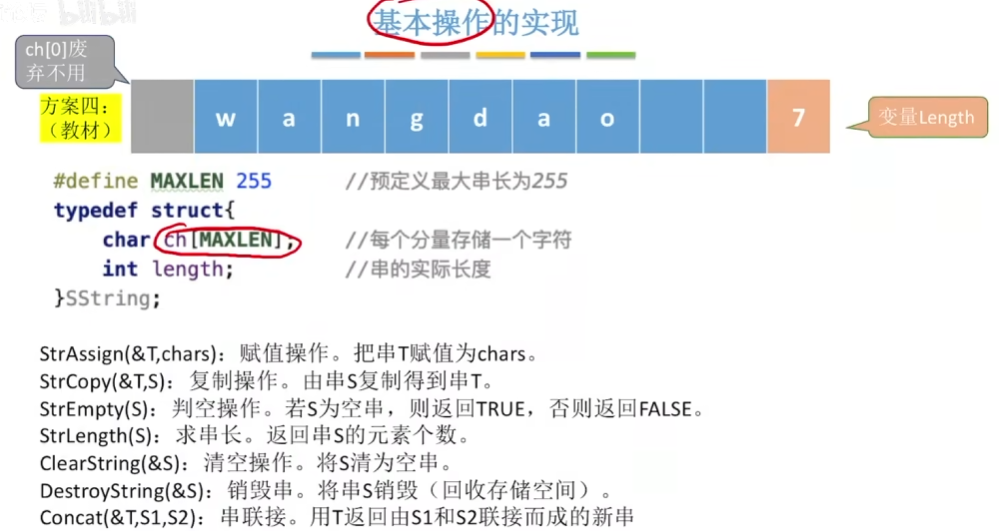 bilibili
基本操作的实现
ch[0]废
弃不用
方案四：
（教材）
w a n g d a o 7
变量Length
#define MAXLEN 255 //预定义最大串长为255
typedef struct{
char ch[MAXLEN]; //每个分量存储一个字符
int length; //串的实际长度
}SString;
StrAssign(&T,chars)：赋值操作。把串T赋值为chars。
StrCopy(&T,S)：复制操作。由串S复制得到串T。
StrEmpty(S)：判空操作。若S为空串，则返回TRUE，否则返回FALSE。
StrLength(S)：求串长。返回串S的元素个数。
ClearString(&S)：清空操作。将S清为空串。
DestroyString(&S)：销毁串。将串S销毁（回收存储空间）。
Concat(&T,S1,S2)：串联接。用T返回由S1和S2联接而成的新串